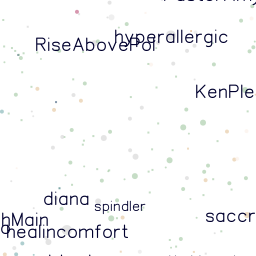 hyperallergic
RiseAbovePol
KenPle
diana
spindler
saccr
hMain
healincomfort